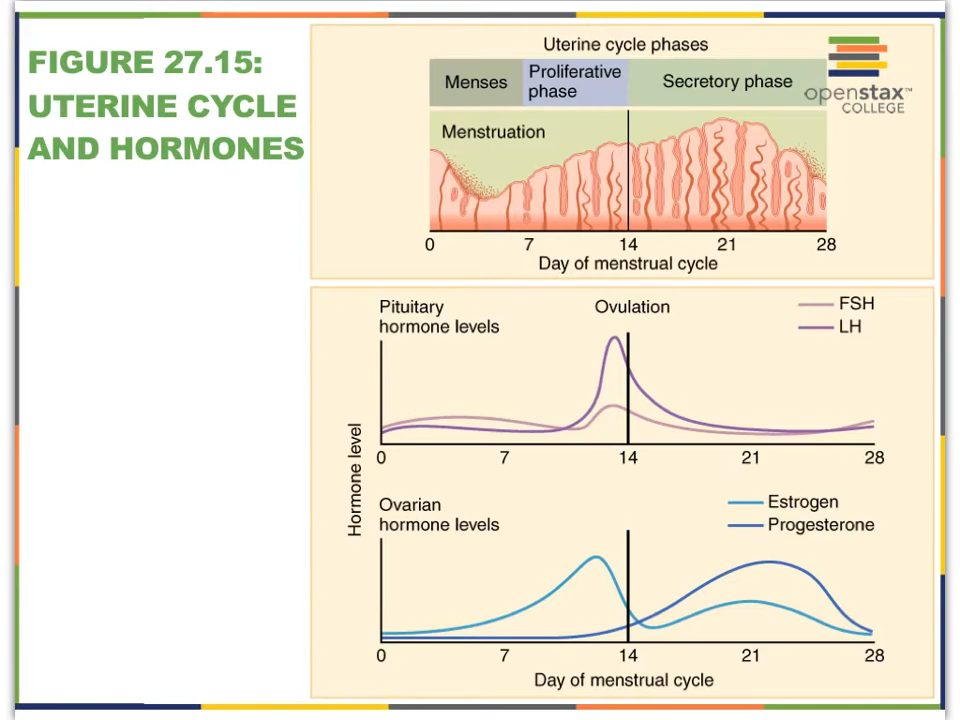 FIGURE 27.15:
UTERINE CYCLE
AND HORMONES
Uterine cycle phases
Menses
Proliferative
phase
Secretory phase
openstax™
COLLEGE
Menstruation
0 7 14 21 28
Day of menstrual cycle
Pituitary
hormone levels
Ovulation
FSH
LH
0 7 14 21 28
Hormone level
Ovarian
hormone levels
Estrogen
Progesterone
0 7 14 21 28
Day of menstrual cycle